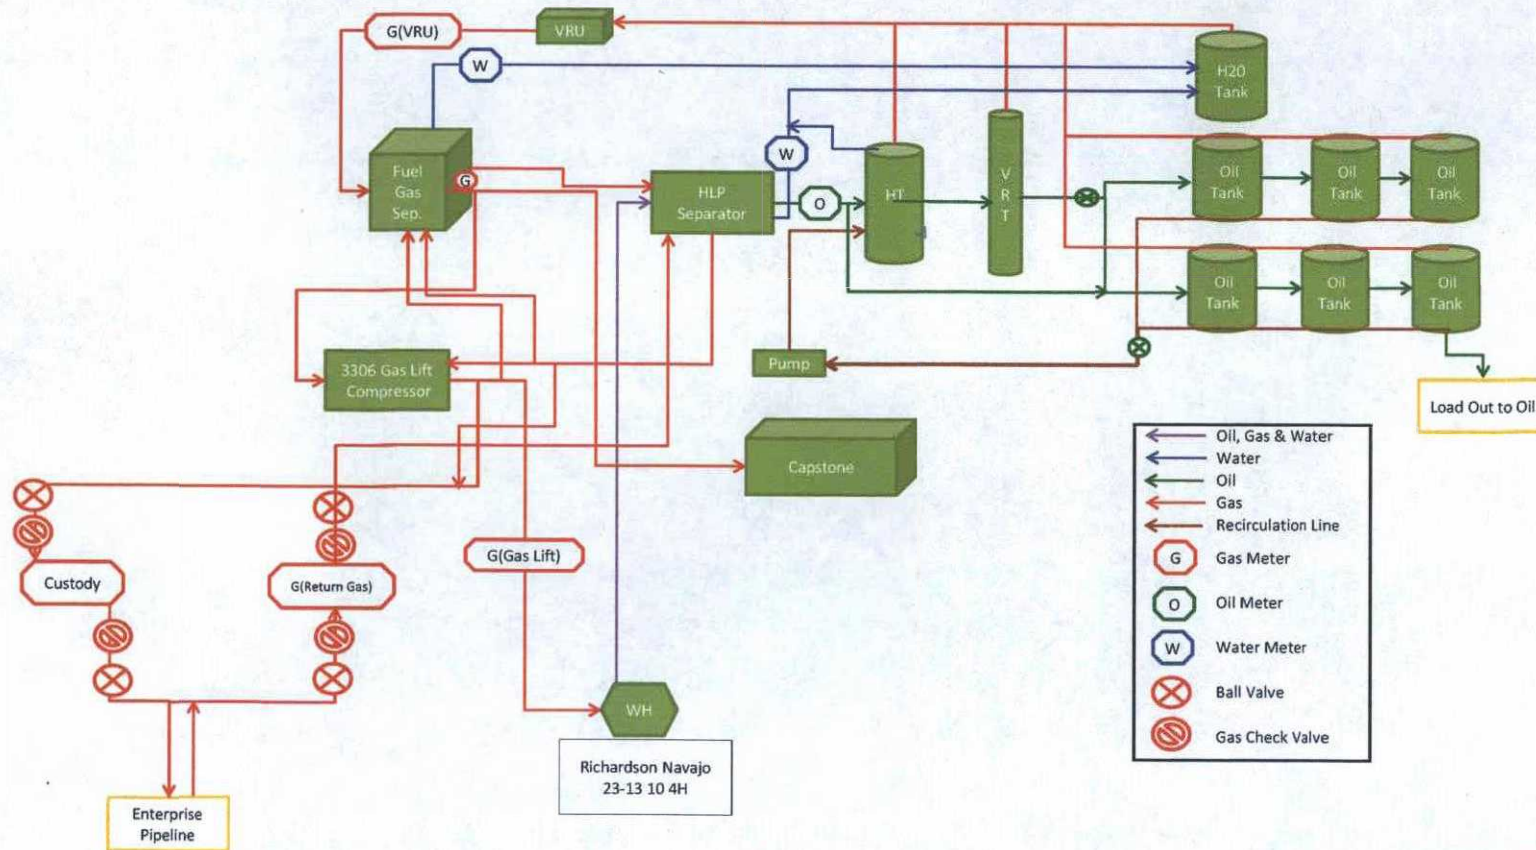 G(VRU)
VRU
W
H20
Tank
Fuel
Gas
Sep.
G
HLP
Separator
W
O
HT
V
R
T
Oil
Tank
Oil
Tank
Oil
Tank
Oil
Tank
Oil
Tank
Oil
Tank
3306 Gas Lift
Compressor
Pump
Load Out to Oil
Capstone
Oil, Gas & Water
Water
Oil
Gas
Recirculation Line
G
Gas Meter
O
Oil Meter
W
Water Meter
Ball Valve
Gas Check Valve
Custody
G(Return Gas)
G(Gas Lift)
WH
Richardson Navajo
23-13 10 4H
Enterprise
Pipeline